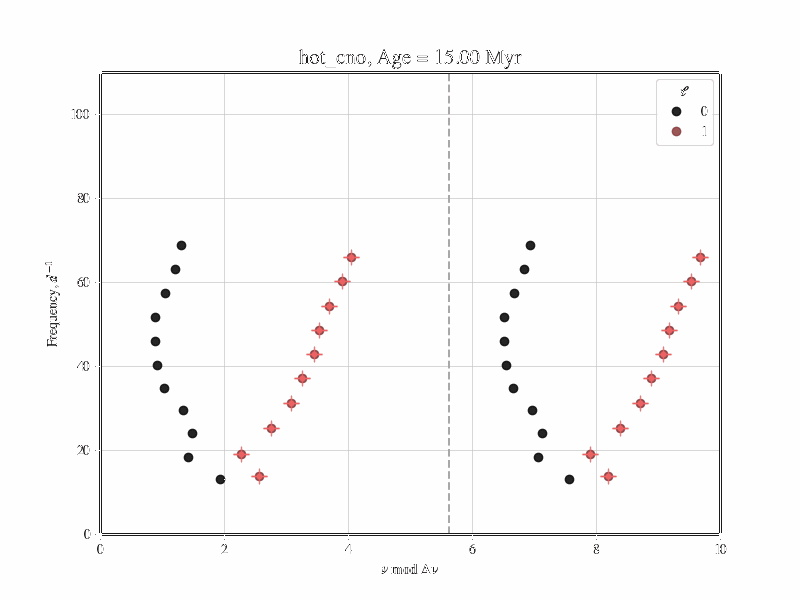 hot_cno, Age = 15.00 Myr
ℓ
0
1
100
80
60
40
20
0
Frequency, d⁻¹
0 2 4 6 8 10
ν mod Δν